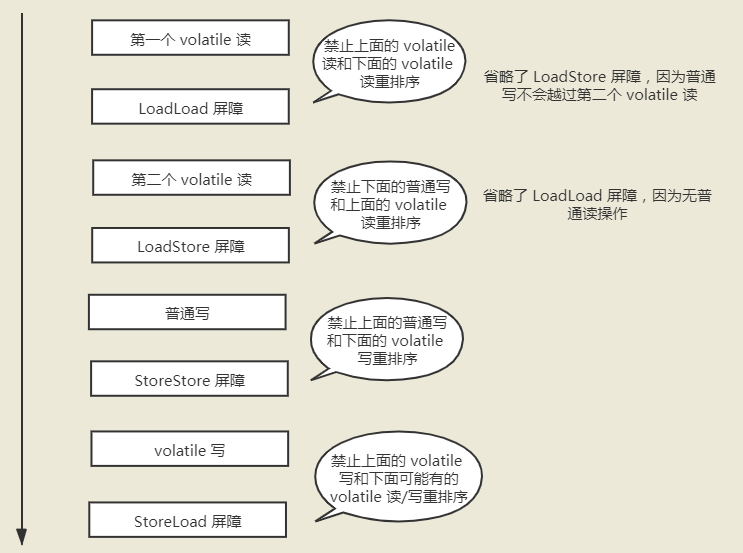 第一个 volatile 读
禁止上面的 volatile
读和下面的 volatile
读重排序
省略了 LoadStore 屏障，因为普通
写不会越过第二个 volatile 读
LoadLoad 屏障
第二个 volatile 读
禁止下面的普通写
和上面的 volatile
读重排序
省略了 LoadLoad 屏障，因为无普
通读操作
LoadStore 屏障
普通写
禁止上面的普通写
和下面的 volatile
写重排序
StoreStore 屏障
volatile 写
禁止上面的 volatile
写和下面可能有的
volatile 读/写重排序
StoreLoad 屏障